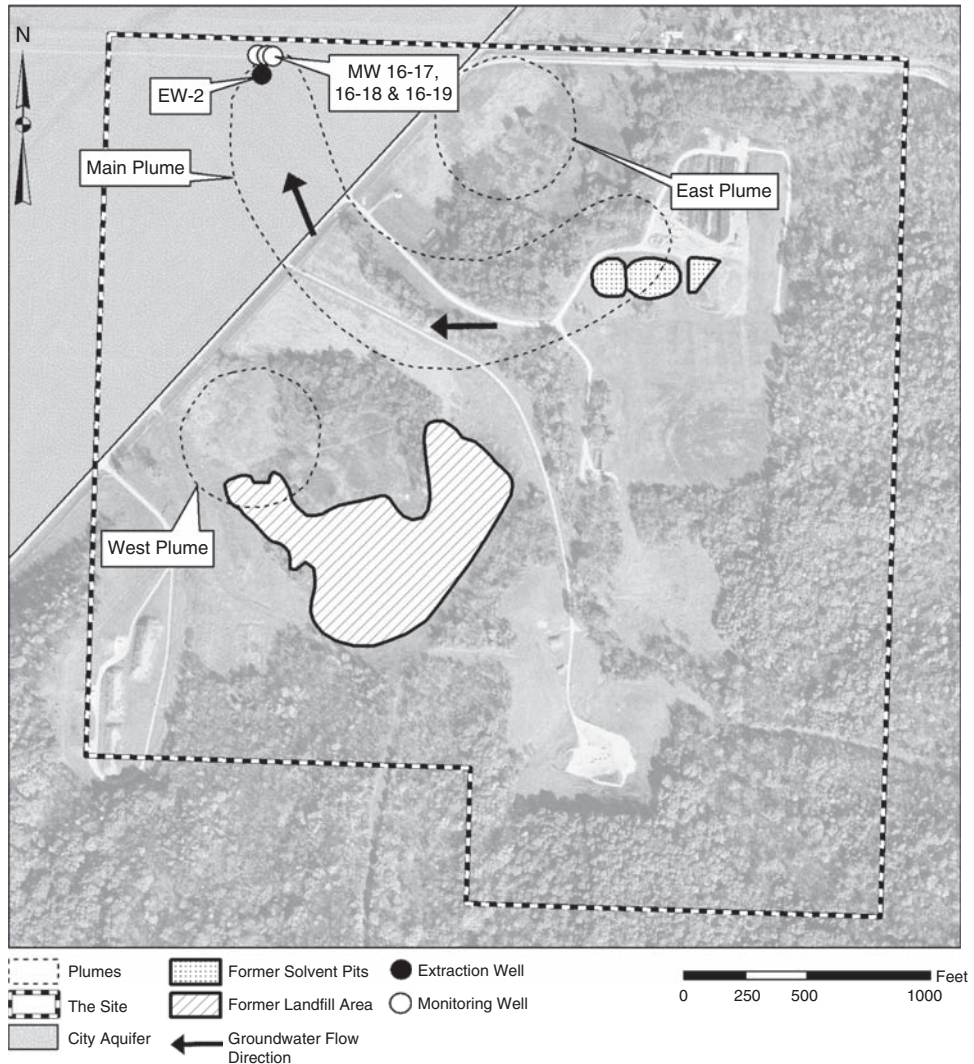 N
EW-2
MW 16-17,
16-18 & 16-19
Main Plume
East Plume
West Plume
Plumes
The Site
City Aquifer
Former Solvent Pits
Former Landfill Area
Groundwater Flow
Direction
Extraction Well
Monitoring Well
Feet
0 250 500 1000